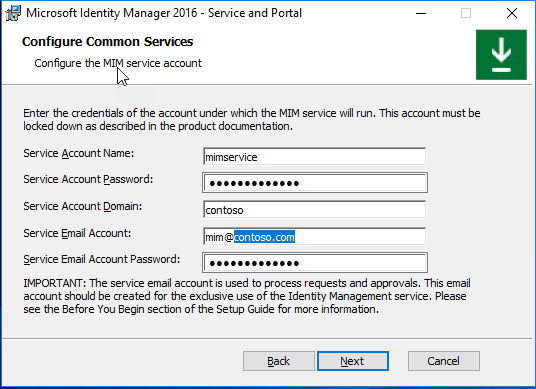 Microsoft Identity Manager 2016 - Service and Portal
Configure Common Services
Configure the MIM service account
Enter the credentials of the account under which the MIM service will run. This account must be
locked down as described in the product documentation.
Service Account Name: mimservice
Service Account Password: •••••••••••••
Service Account Domain: contoso
Service Email Account: mim@contoso.com
Service Email Account Password: •••••••••••••
IMPORTANT: The service email account is used to process requests and approvals. This email
account should be created for the exclusive use of the Identity Management service. Please
see the Before You Begin section of the Setup Guide for more information.
Back Next Cancel